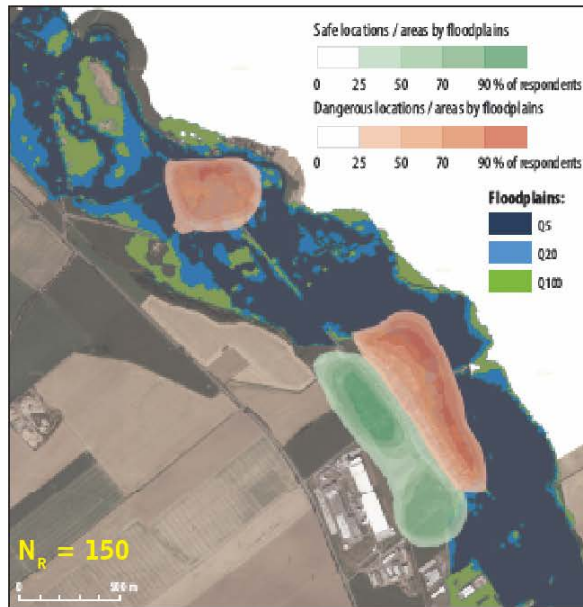 Safe locations / areas by floodplains
0 25 50 70 90 % of respondents
Dangerous locations / areas by floodplains
0 25 50 70 90 % of respondents
Floodplains:
Q5
Q20
Q100
N_R = 150
0 500 m